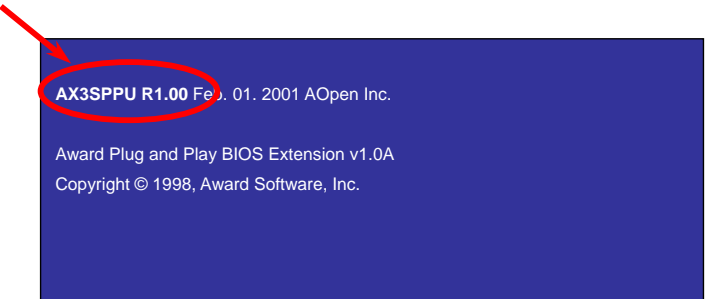 AX3SPPU R1.00 Feb. 01. 2001 AOpen Inc.
Award Plug and Play BIOS Extension v1.0A
Copyright © 1998, Award Software, Inc.